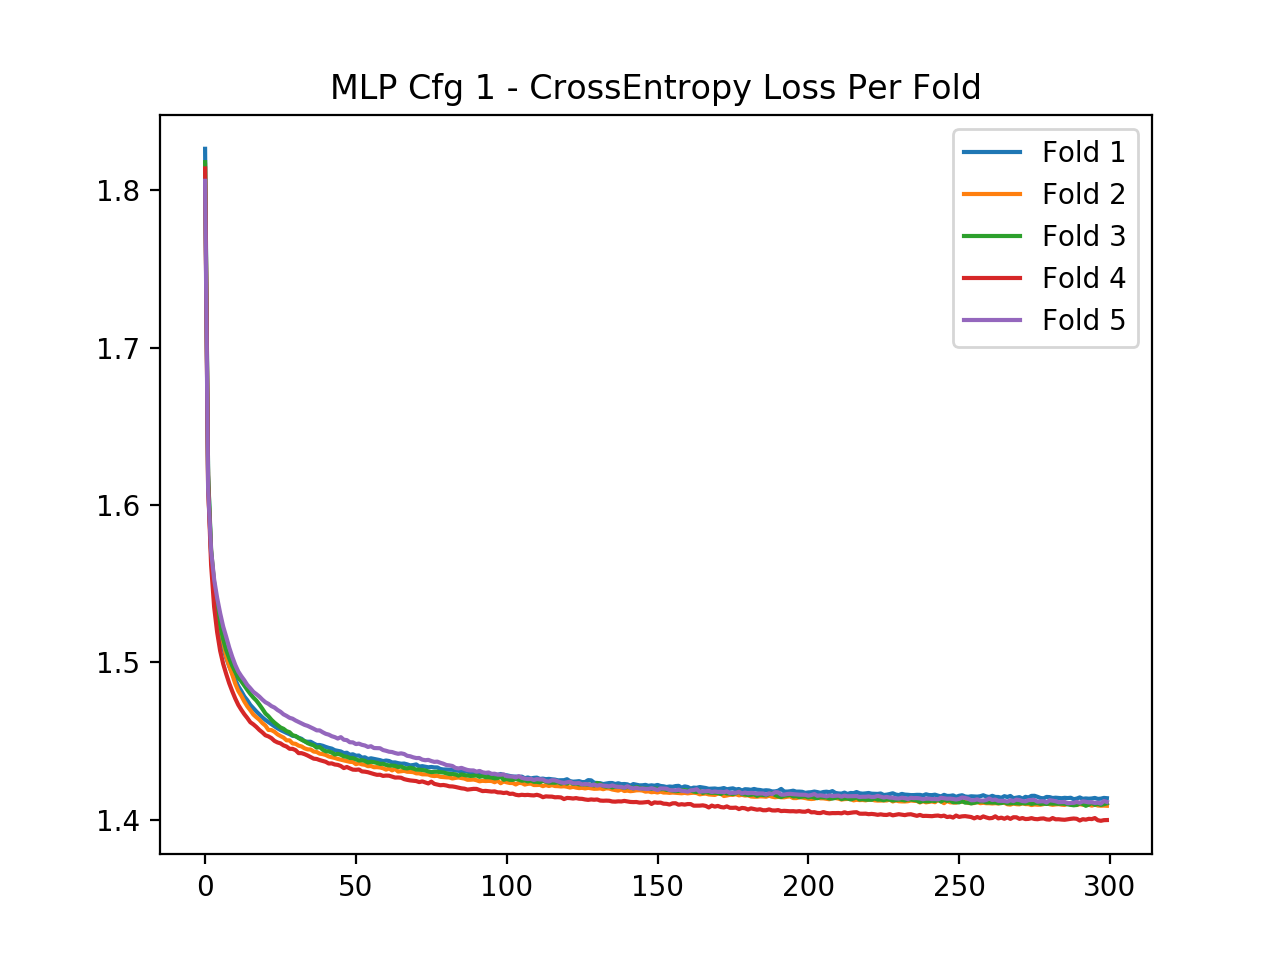 MLP Cfg 1 - CrossEntropy Loss Per Fold
Fold 1
Fold 2
Fold 3
Fold 4
Fold 5
1.8
1.7
1.6
1.5
1.4
0 50 100 150 200 250 300